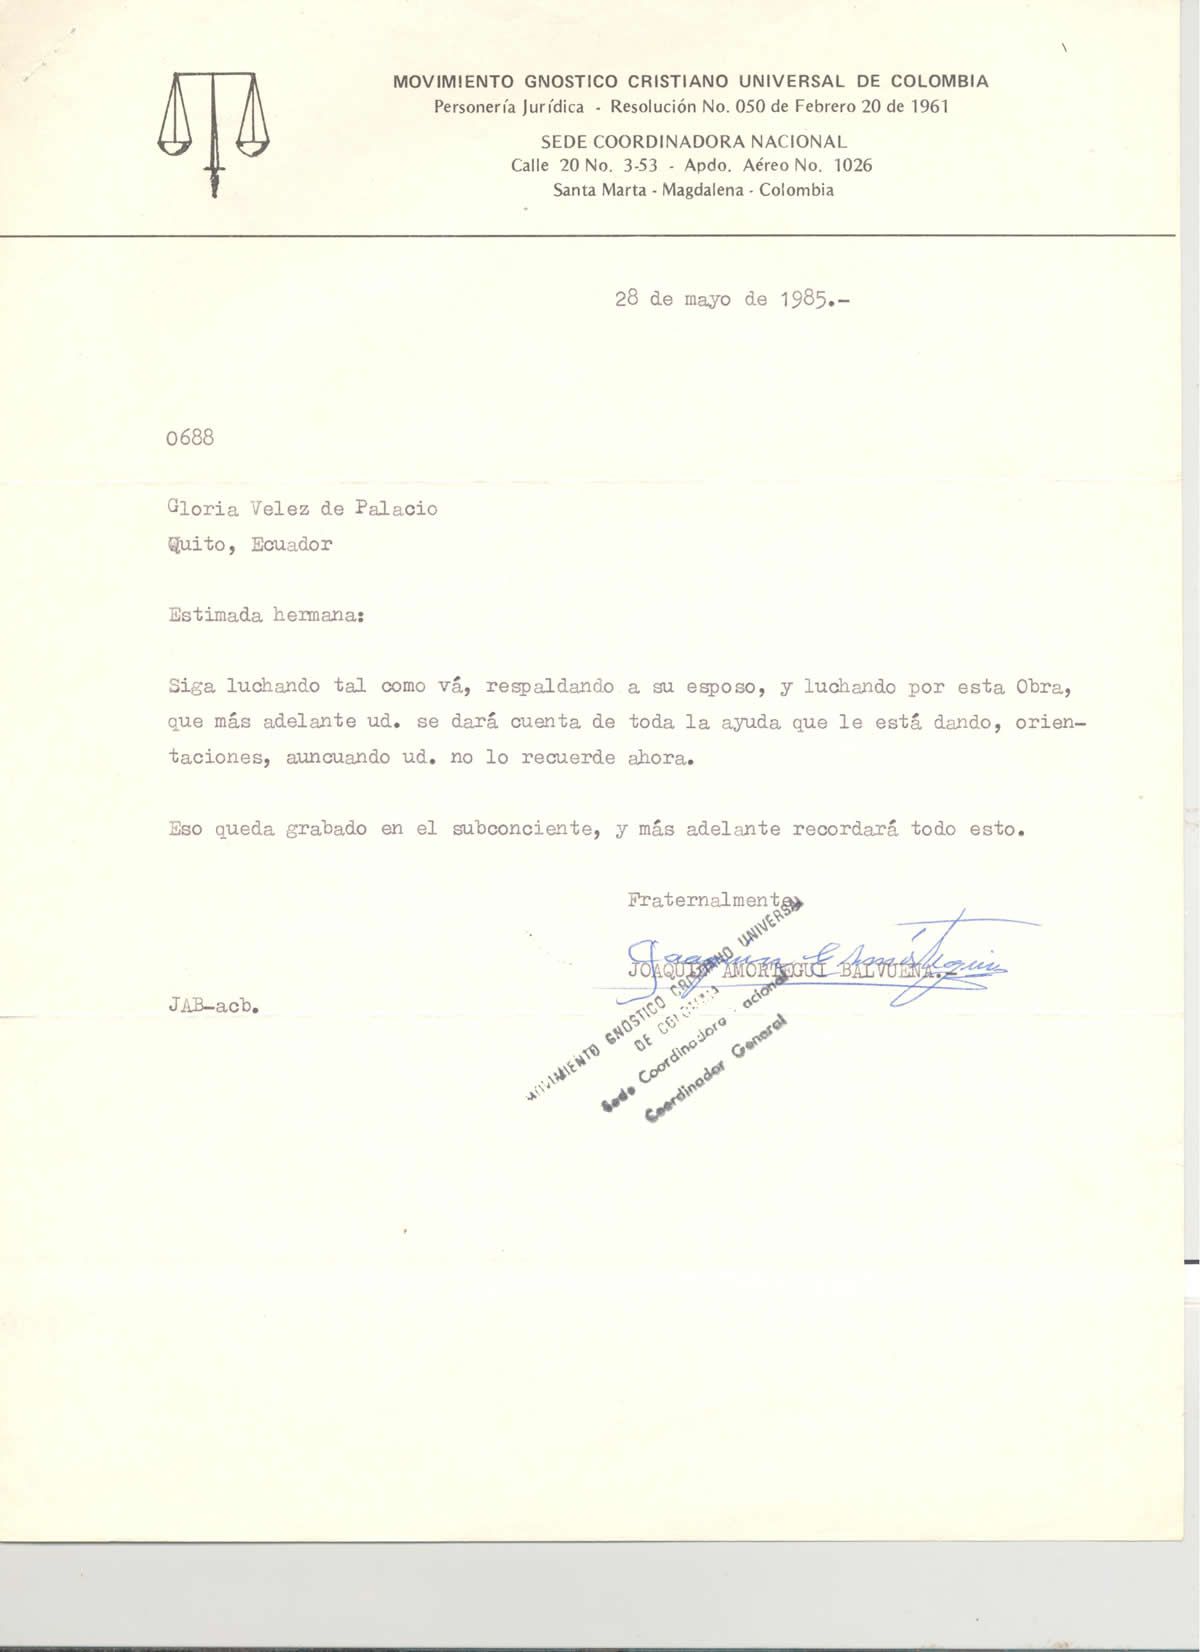 MOVIMIENTO GNOSTICO CRISTIANO UNIVERSAL DE COLOMBIA
Personería Jurídica - Resolución No. 050 de Febrero 20 de 1961
SEDE COORDINADORA NACIONAL
Calle 20 No. 3-53 - Apdo. Aéreo No. 1026
Santa Marta - Magdalena - Colombia
28 de mayo de 1985.-
0688
Gloria Velez de Palacio
Quito, Ecuador
Estimada hermana:
Siga luchando tal como vá, respaldando a su esposo, y luchando por esta Obra,
que más adelante ud. se dará cuenta de toda la ayuda que le está dando, orien-
taciones, auncuando ud. no lo recuerde ahora.
Eso queda grabado en el subconciente, y más adelante recordará todo esto.
Fraternalmente
JOAQUIN AMORTEGUI BALVUENA.-
JAB-acb.
MOVIMIENTO GNOSTICO CRISTIANO UNIVERSAL
DE COLOMBIA
Sede Coordinadora acional
Coordinador General